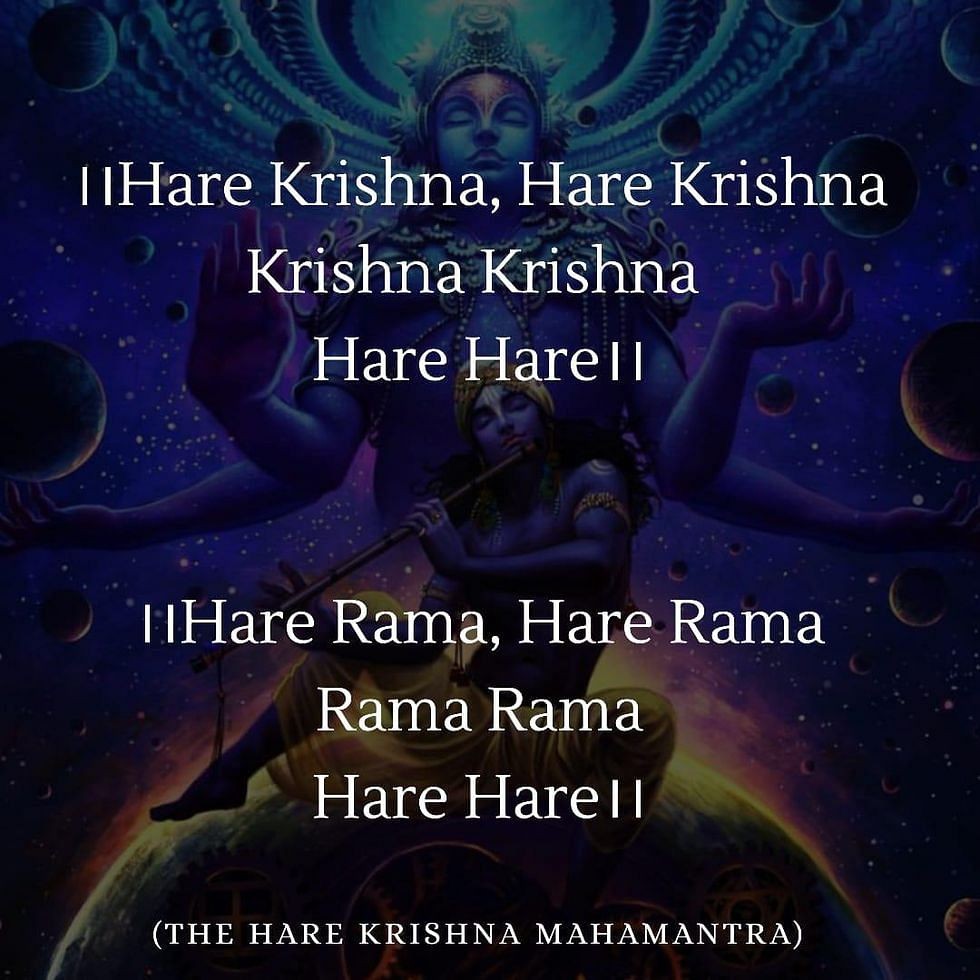 ।।Hare Krishna, Hare Krishna
Krishna Krishna
Hare Hare।।
।।Hare Rama, Hare Rama
Rama Rama
Hare Hare।।
(THE HARE KRISHNA MAHAMANTRA)